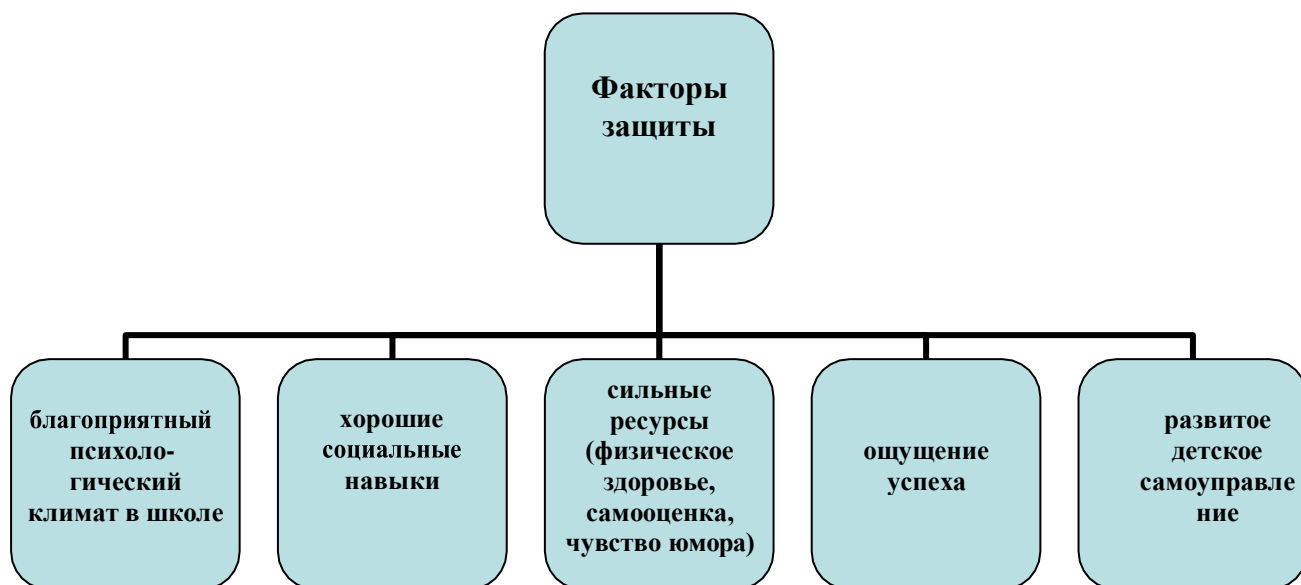 Факторы
защиты
благоприятный
психоло-
гический
климат в школе
хорошие
социальные
навыки
сильные
ресурсы
(физическое
здоровье,
самооценка,
чувство юмора)
ощущение
успеха
развитое
детское
самоуправле
ние